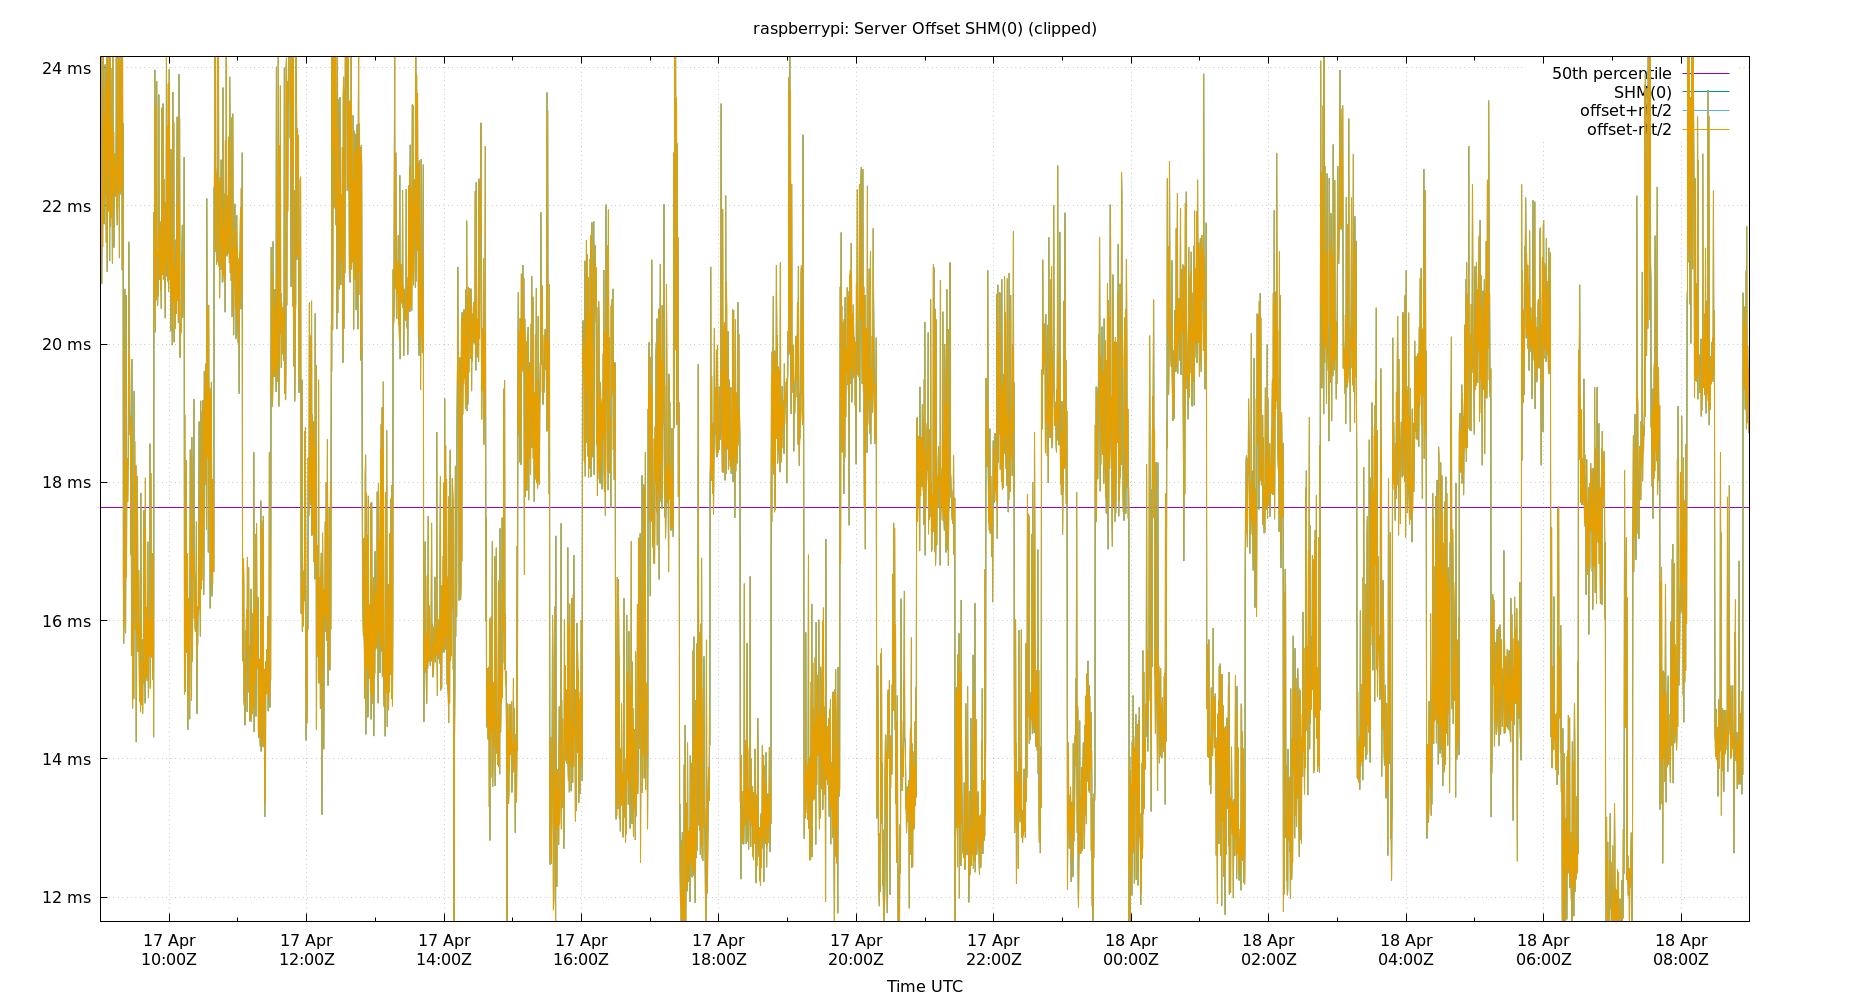 raspberrypi: Server Offset SHM(0) (clipped)
50th percentile
SHM(0)
offset+rtt/2
offset-rtt/2
24 ms
22 ms
20 ms
18 ms
16 ms
14 ms
12 ms
17 Apr 17 Apr 17 Apr 17 Apr 17 Apr 17 Apr 17 Apr 18 Apr 18 Apr 18 Apr 18 Apr 18 Apr
10:00Z 12:00Z 14:00Z 16:00Z 18:00Z 20:00Z 22:00Z 00:00Z 02:00Z 04:00Z 06:00Z 08:00Z
Time UTC